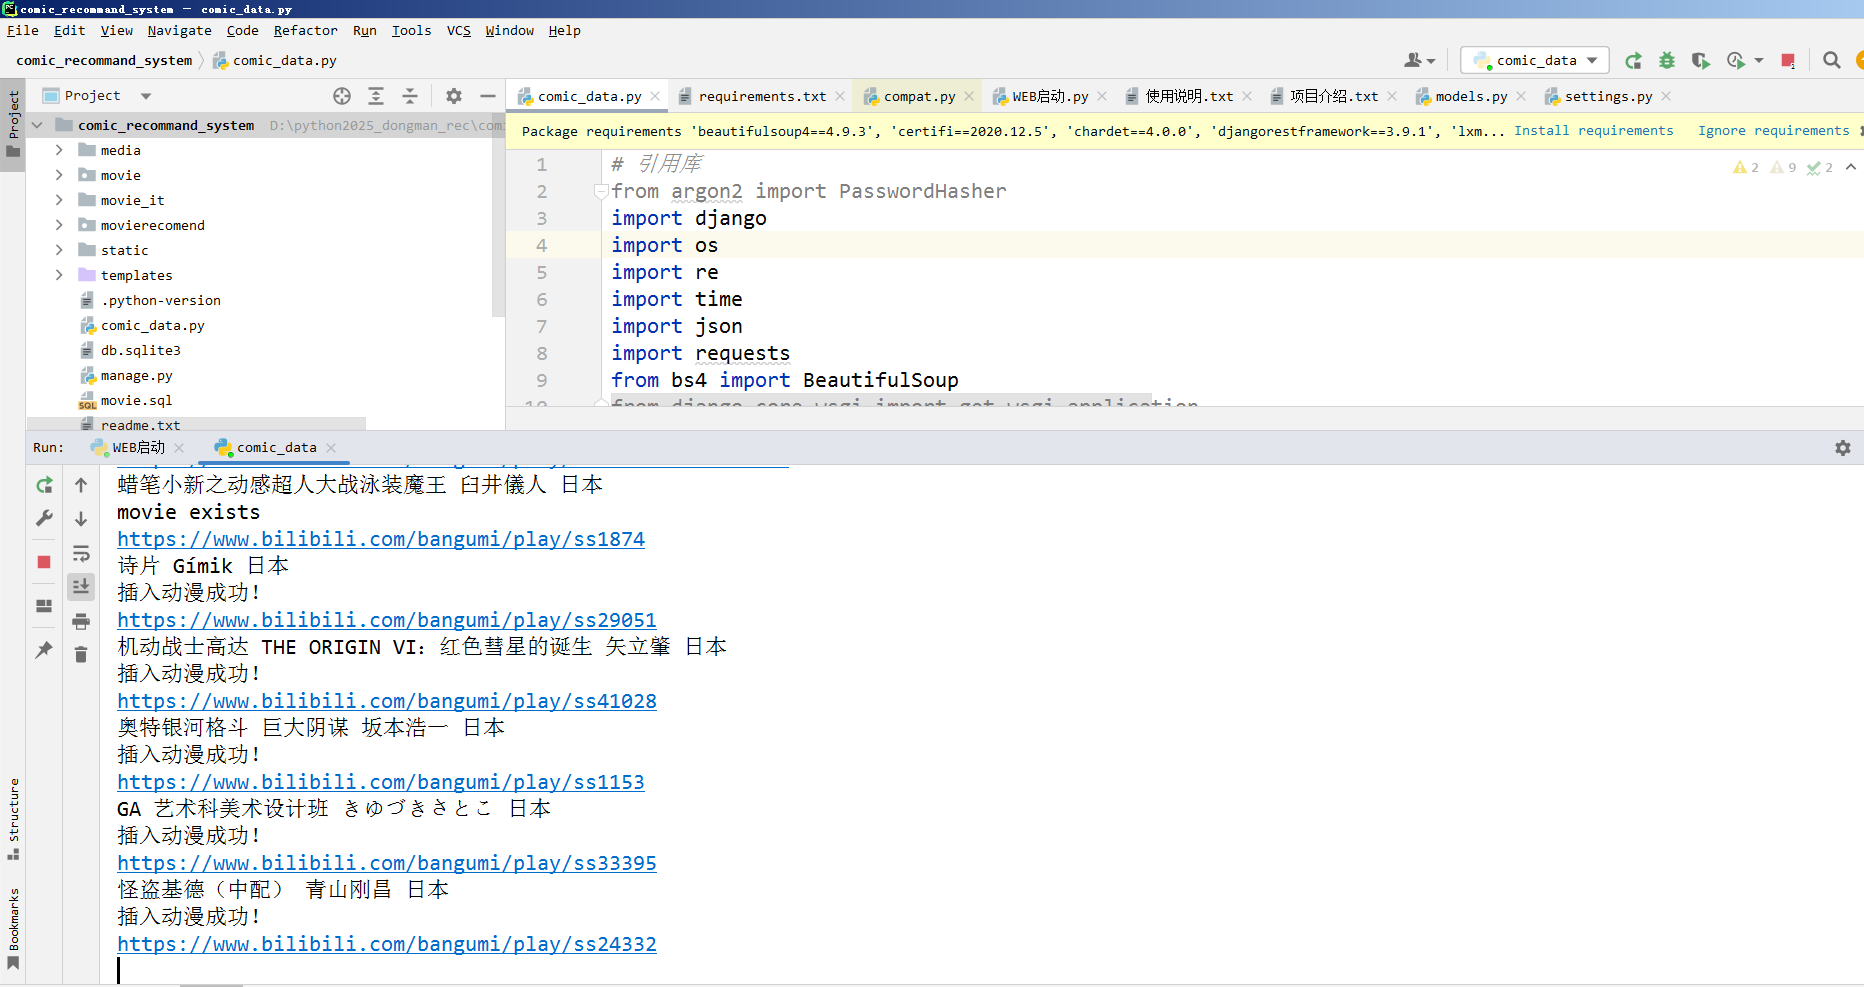 comic_recommand_system — comic_data.py
File Edit View Navigate Code Refactor Run Tools VCS Window Help
comic_recommand_system comic_data.py
comic_data
Project
comic_data.py requirements.txt compat.py WEB启动.py 使用说明.txt 项目介绍.txt models.py settings.py
Project
comic_recommand_system D:\python2025_dongman_rec\comi
media
movie
movie_it
movierecomend
static
templates
.python-version
comic_data.py
db.sqlite3
manage.py
movie.sql
readme.txt
Package requirements 'beautifulsoup4==4.9.3', 'certifi==2020.12.5', 'chardet==4.0.0', 'djangorestframework==3.9.1', 'lxm... Install requirements Ignore requirements
2 9 2
1 # 引用库
2 from argon2 import PasswordHasher
3 import django
4 import os
5 import re
6 import time
7 import json
8 import requests
9 from bs4 import BeautifulSoup
10 from django.core.wsgi import get_wsgi_application
Run: WEB启动 comic_data
蜡笔小新之动感超人大战泳装魔王 臼井儀人 日本
movie exists
https://www.bilibili.com/bangumi/play/ss1874
诗片 Gímik 日本
插入动漫成功!
https://www.bilibili.com/bangumi/play/ss29051
机动战士高达 THE ORIGIN VI：红色彗星的诞生 矢立肇 日本
插入动漫成功!
https://www.bilibili.com/bangumi/play/ss41028
奥特银河格斗 巨大阴谋 坂本浩一 日本
插入动漫成功!
https://www.bilibili.com/bangumi/play/ss1153
GA 艺术科美术设计班 きゆづきさとこ 日本
插入动漫成功!
https://www.bilibili.com/bangumi/play/ss33395
怪盗基德（中配） 青山刚昌 日本
插入动漫成功!
https://www.bilibili.com/bangumi/play/ss24332
Structure
Bookmarks